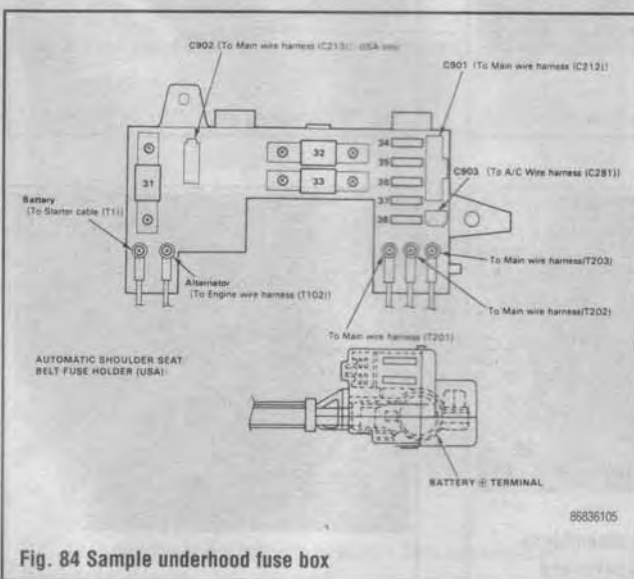 C902 (To Main wire harness (C213)) (USA only)
C901 (To Main wire harness (C212))
34
32
35
C903 (To A/C Wire harness (C281))
31
33
36
37
38
Battery
(To Starter cable (T1))
To Main wire harness(T203)
Alternator
(To Engine wire harness (T102))
To Main wire harness(T202)
To Main wire harness (T201)
AUTOMATIC SHOULDER SEAT
BELT FUSE HOLDER (USA)
BATTERY ⊕ TERMINAL
86836105
Fig. 84 Sample underhood fuse box